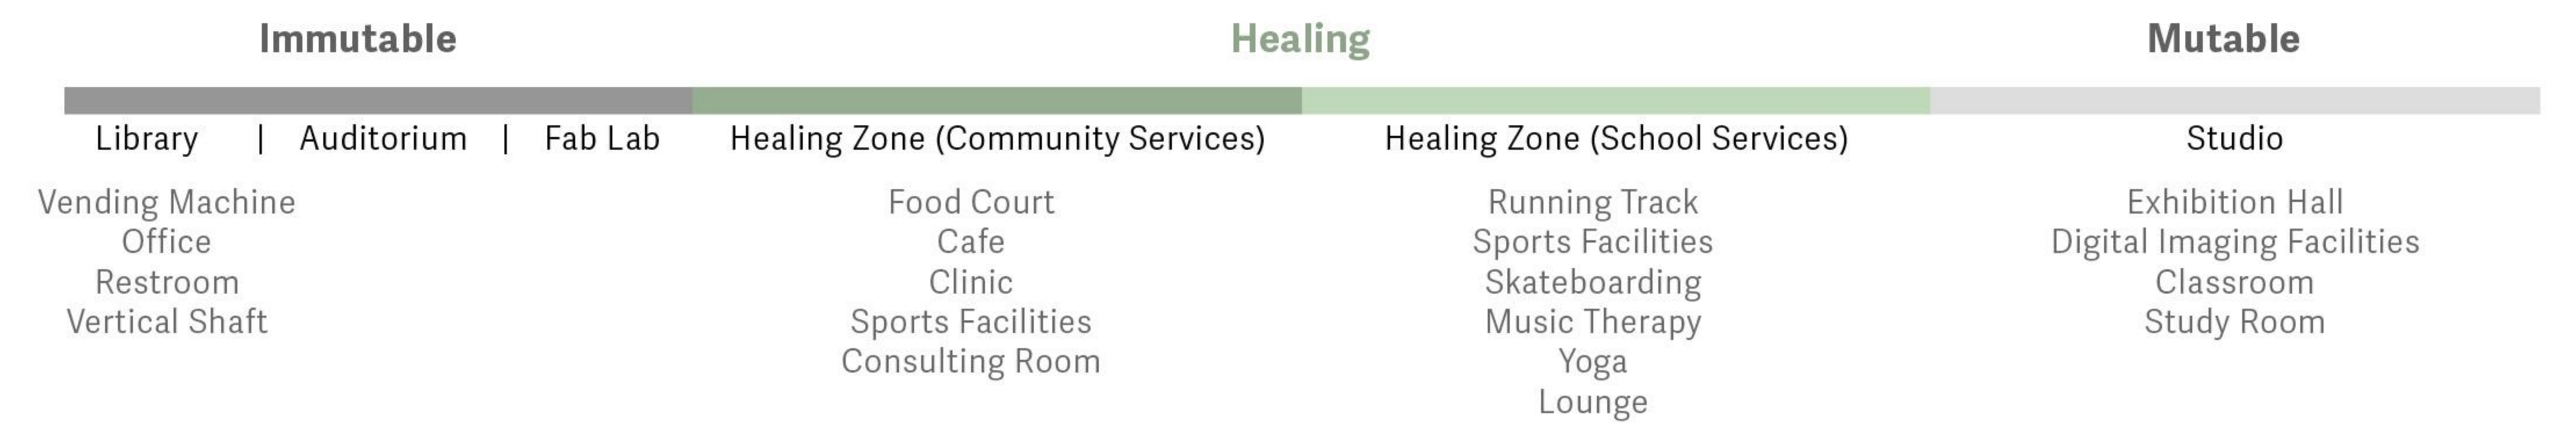 Immutable
Healing
Mutable
Library | Auditorium | Fab Lab
Healing Zone (Community Services)
Healing Zone (School Services)
Studio
Vending Machine
Office
Restroom
Vertical Shaft
Food Court
Cafe
Clinic
Sports Facilities
Consulting Room
Running Track
Sports Facilities
Skateboarding
Music Therapy
Yoga
Lounge
Exhibition Hall
Digital Imaging Facilities
Classroom
Study Room